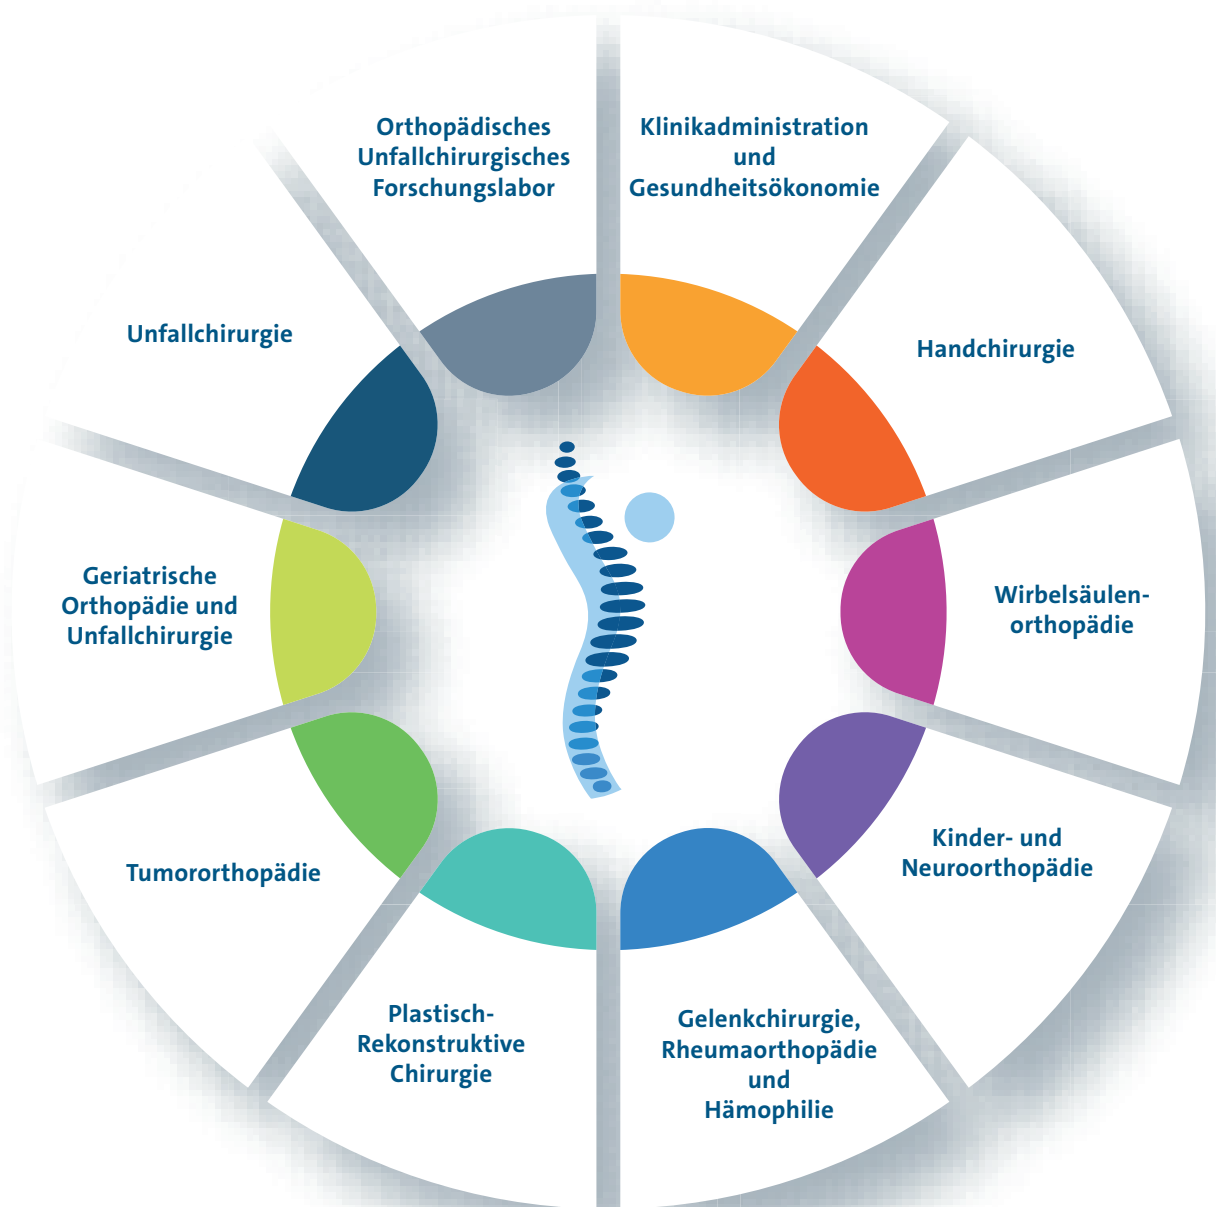 Orthopädisches
Unfallchirurgisches
Forschungslabor
Klinikadministration
und
Gesundheitsökonomie
Handchirurgie
Wirbelsäulen-
orthopädie
Kinder- und
Neuroorthopädie
Gelenkchirurgie,
Rheumaorthopädie
und
Hämophilie
Plastisch-
Rekonstruktive
Chirurgie
Tumororthopädie
Geriatrische
Orthopädie und
Unfallchirurgie
Unfallchirurgie